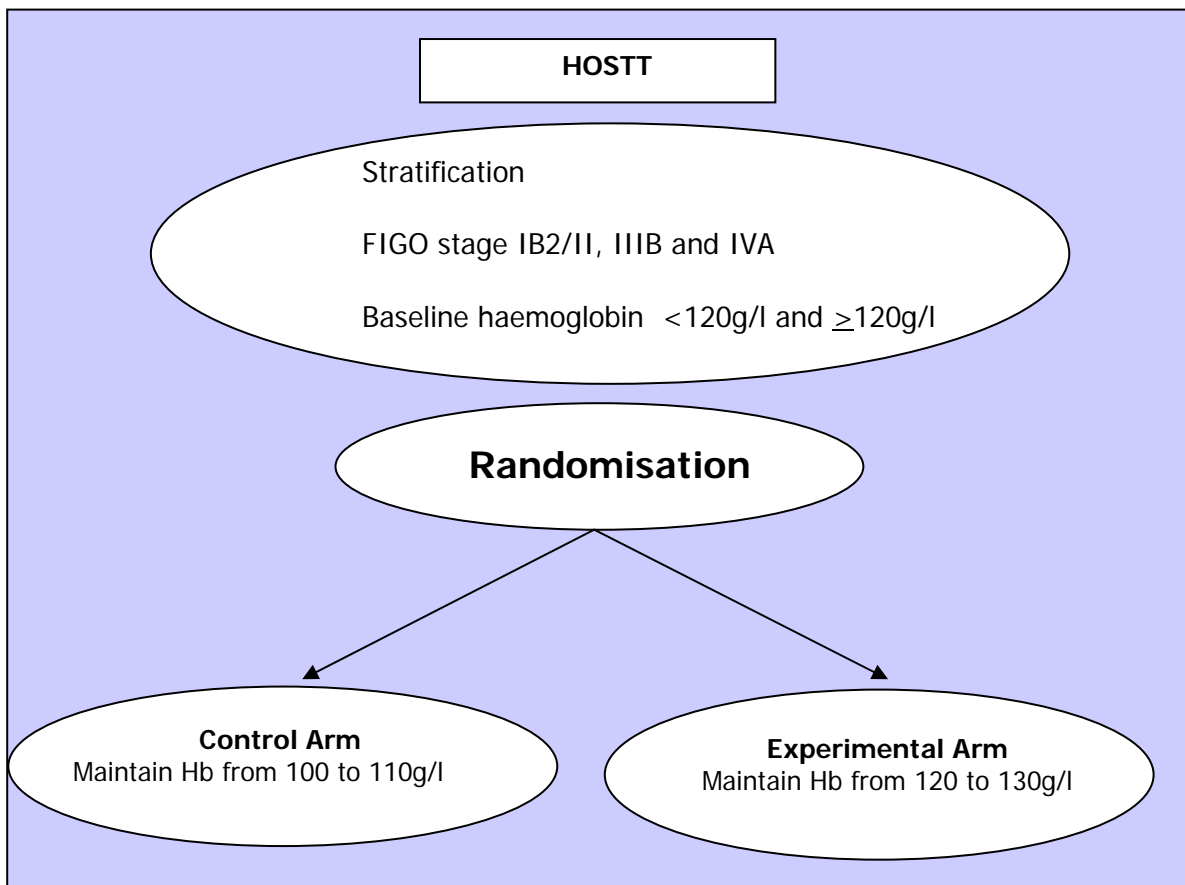 HOSTT
Stratification
FIGO stage IB2/II, IIIB and IVA
Baseline haemoglobin <120g/l and ≥120g/l
Randomisation
Control Arm
Maintain Hb from 100 to 110g/l
Experimental Arm
Maintain Hb from 120 to 130g/l